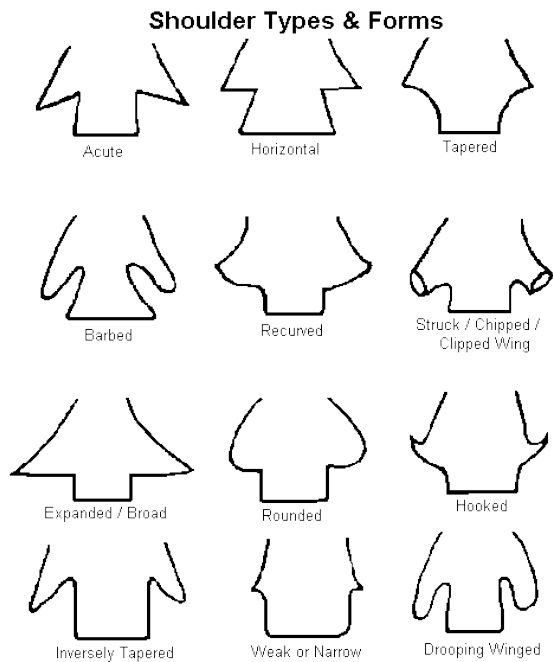 Shoulder Types & Forms
Acute
Horizontal
Tapered
Barbed
Recurved
Struck / Chipped /
Clipped Wing
Expanded / Broad
Rounded
Hooked
Inversely Tapered
Weak or Narrow
Drooping Winged